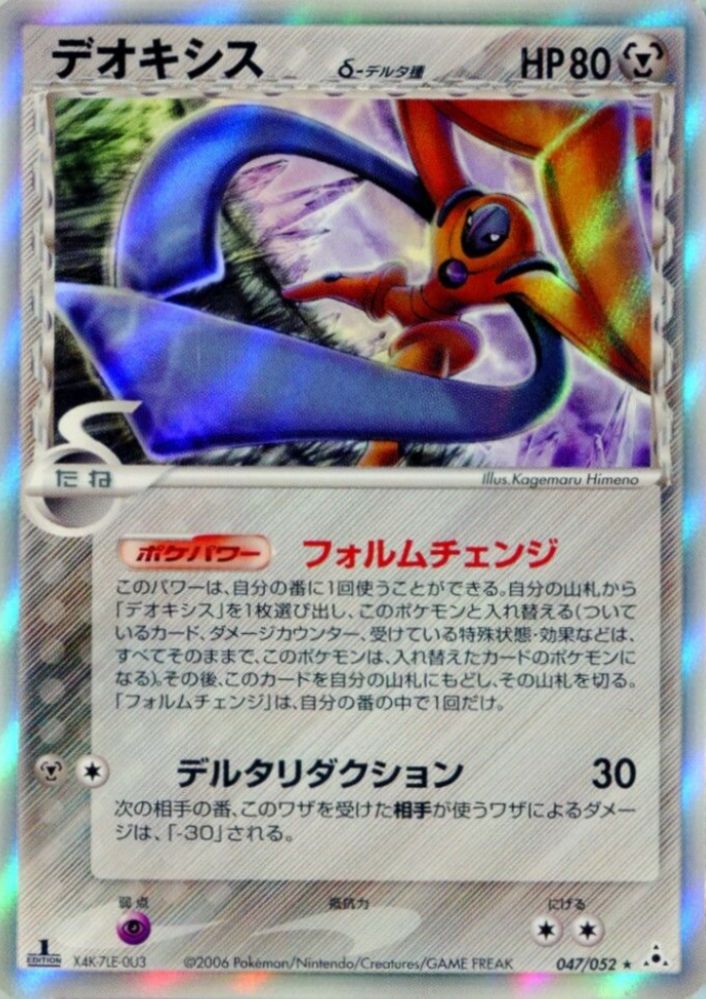 デオキシス δ-デルタ種 HP80
たね
Illus.Kagemaru Himeno
ポケパワー フォルムチェンジ
このパワーは、自分の番に1回使うことができる。自分の山札から
「デオキシス」を1枚選び出し、このポケモンと入れ替える(ついて
いるカード、ダメージカウンター、受けている特殊状態・効果などは、
すべてそのままで、このポケモンは、入れ替えたカードのポケモンに
なる)。その後、このカードを自分の山札にもどし、その山札を切る。
「フォルムチェンジ」は、自分の番の中で1回だけ。
デルタリダクション 30
次の相手の番、このワザを受けた相手が使うワザによるダメー
ジは、「-30」される。
弱点 抵抗力 にげる
1 EDITION X4K-7LE-0U3 ©2006 Pokémon/Nintendo/Creatures/GAME FREAK 047/052 ★